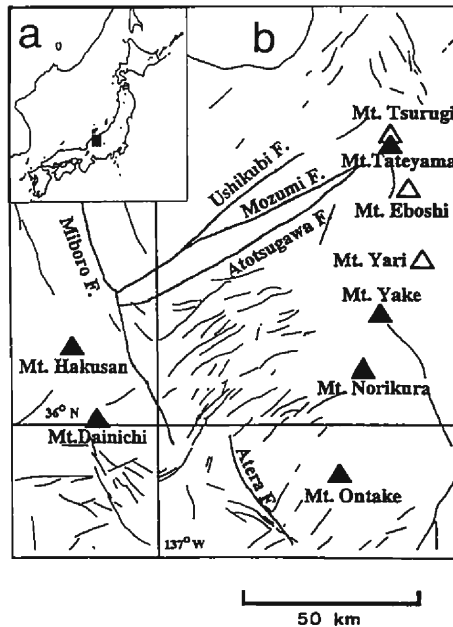 a
b
Mt. Tsurugi
Mt.Tateyama
Ushikubi F.
Mozumi F.
Mt. Eboshi
Atotsugawa F.
Miboro F.
Mt. Yari
Mt. Yake
Mt. Hakusan
Mt. Norikura
36° N
Mt.Dainichi
Atera F.
Mt. Ontake
137° W
50 km